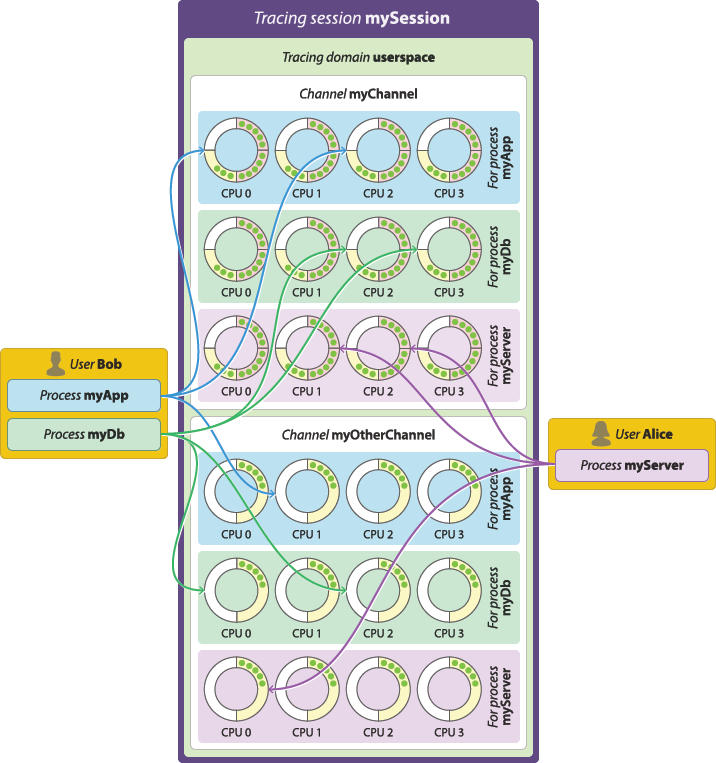 Tracing session mySession
Tracing domain userspace
Channel myChannel
CPU 0
CPU 1
CPU 2
CPU 3
For process
myApp
CPU 0
CPU 1
CPU 2
CPU 3
For process
myDb
CPU 0
CPU 1
CPU 2
CPU 3
For process
myServer
User Bob
Process myApp
Process myDb
User Alice
Process myServer
Channel myOtherChannel
CPU 0
CPU 1
CPU 2
CPU 3
For process
myApp
CPU 0
CPU 1
CPU 2
CPU 3
For process
myDb
CPU 0
CPU 1
CPU 2
CPU 3
For process
myServer